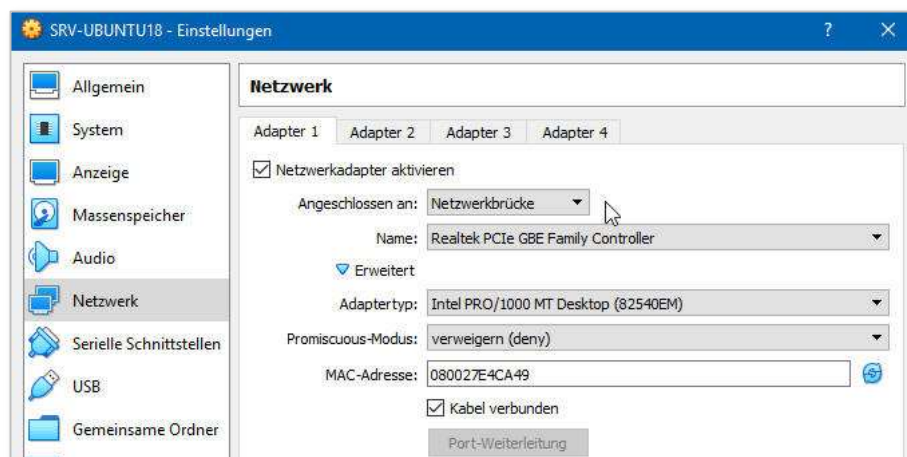 SRV-UBUNTU18 - Einstellungen ? ×
Allgemein
System
Anzeige
Massenspeicher
Audio
Netzwerk
Serielle Schnittstellen
USB
Gemeinsame Ordner
Netzwerk
Adapter 1 Adapter 2 Adapter 3 Adapter 4
Netzwerkadapter aktivieren
Angeschlossen an: Netzwerkbrücke
Name: Realtek PCIe GBE Family Controller
Erweitert
Adaptertyp: Intel PRO/1000 MT Desktop (82540EM)
Promiscuous-Modus: verweigern (deny)
MAC-Adresse: 080027E4CA49
Kabel verbunden
Port-Weiterleitung